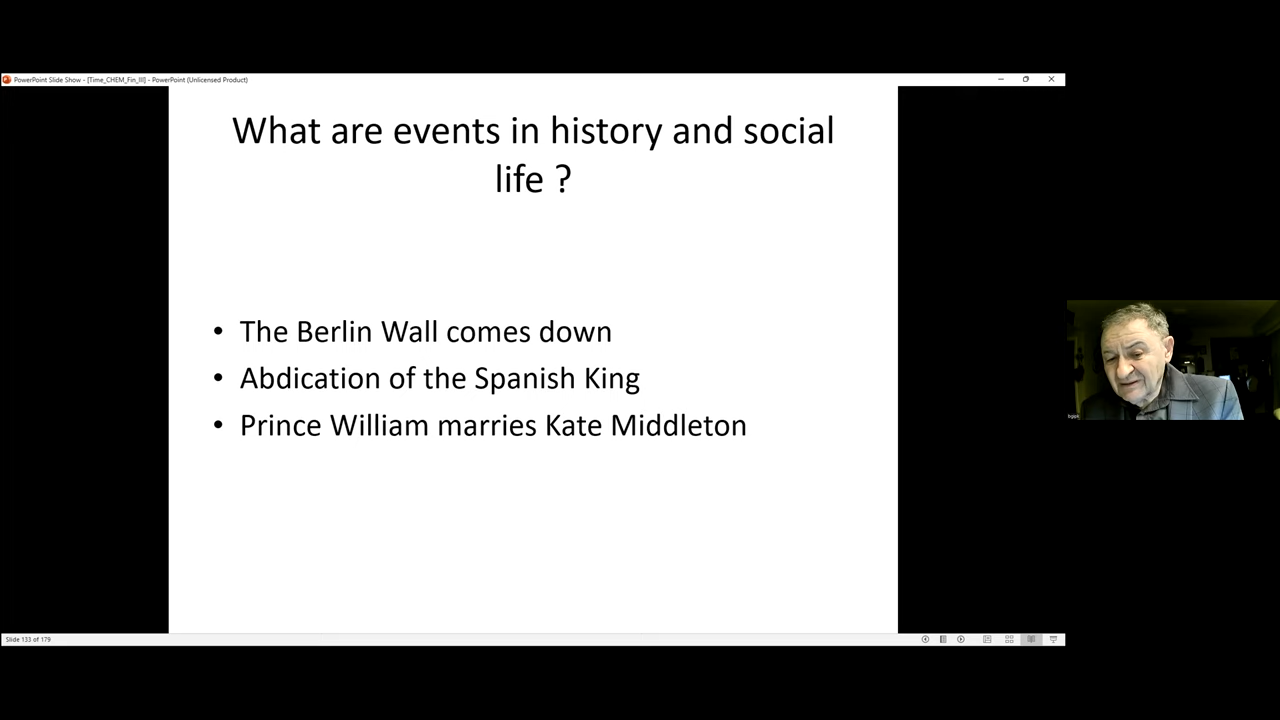 PowerPoint Slide Show - [Time_CHEM_Fin_III] - PowerPoint (Unlicensed Product)
What are events in history and social
life ?
• The Berlin Wall comes down
• Abdication of the Spanish King
• Prince William marries Kate Middleton
Slide 133 of 179